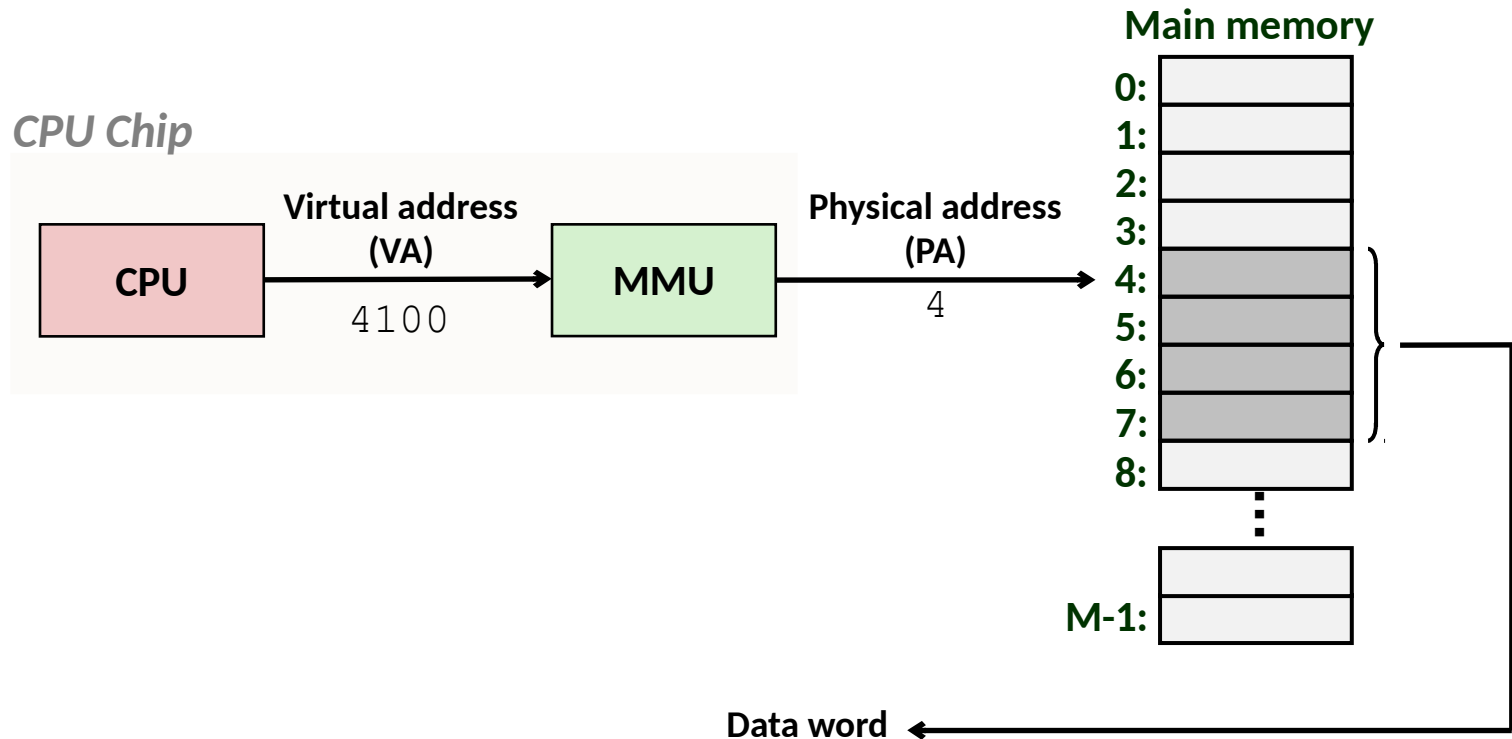 Main memory
CPU Chip
Virtual address
(VA)
Physical address
(PA)
CPU
MMU
4100
4
0:
1:
2:
3:
4:
5:
6:
7:
8:
M-1:
Data word